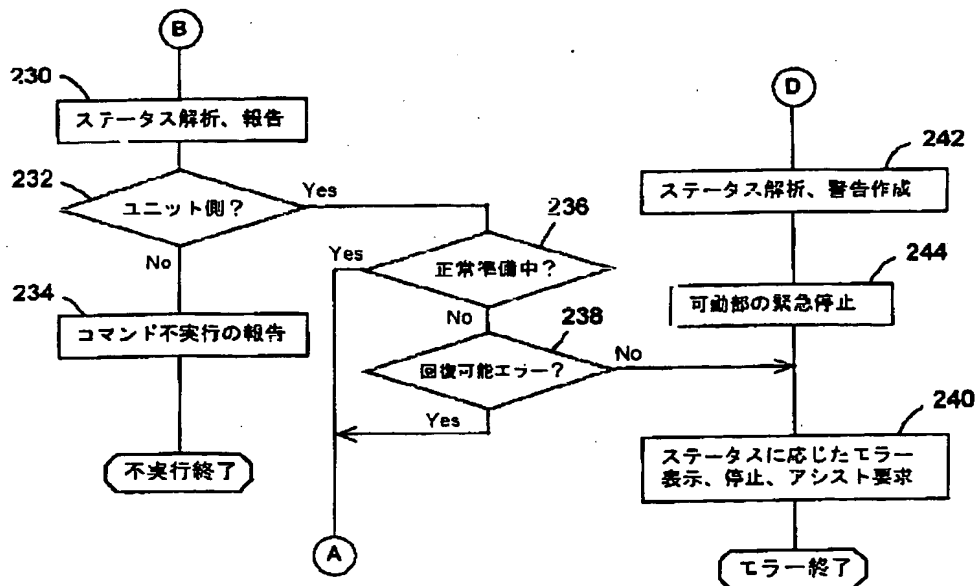 B
230
ステータス解析、報告
232
ユニット側?
Yes
No
234
コマンド不実行の報告
不実行終了
236
Yes
正常準備中?
No
238
回復可能エラー?
No
Yes
A
D
242
ステータス解析、警告作成
244
可動部の緊急停止
240
ステータスに応じたエラー
表示、停止、アシスト要求
エラー終了